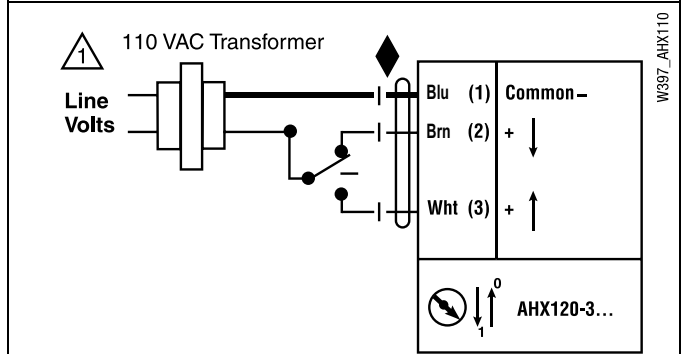 1 110 VAC Transformer
Line
Volts
Blu (1) Common –
Brn (2) +
Wht (3) +
0
1
AHX120-3...
W397_AHX110